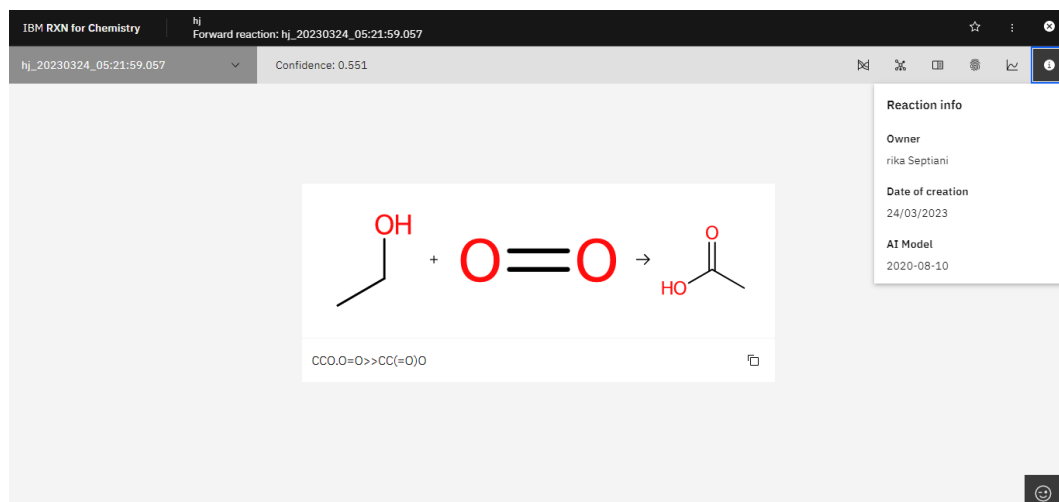 IBM RXN for Chemistry
hj
Forward reaction: hj_20230324_05:21:59.057
hj_20230324_05:21:59.057
Confidence: 0.551
Reaction info
Owner
rika Septiani
Date of creation
24/03/2023
AI Model
2020-08-10
OH
+
O
O
→
O
HO
CCO.O=O>>CC(=O)O